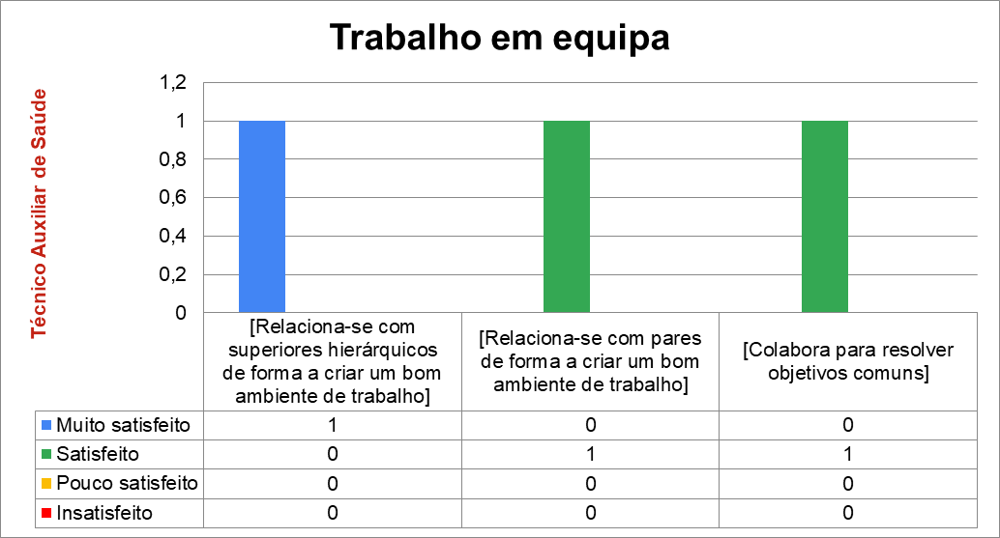 Trabalho em equipa
Técnico Auxiliar de Saúde
1,2
1
0,8
0,6
0,4
0,2
0
[Relaciona-se com
superiores hierárquicos
de forma a criar um bom
ambiente de trabalho]
[Relaciona-se com pares
de forma a criar um bom
ambiente de trabalho]
[Colabora para resolver
objetivos comuns]
Muito satisfeito 1 0 0
Satisfeito 0 1 1
Pouco satisfeito 0 0 0
Insatisfeito 0 0 0